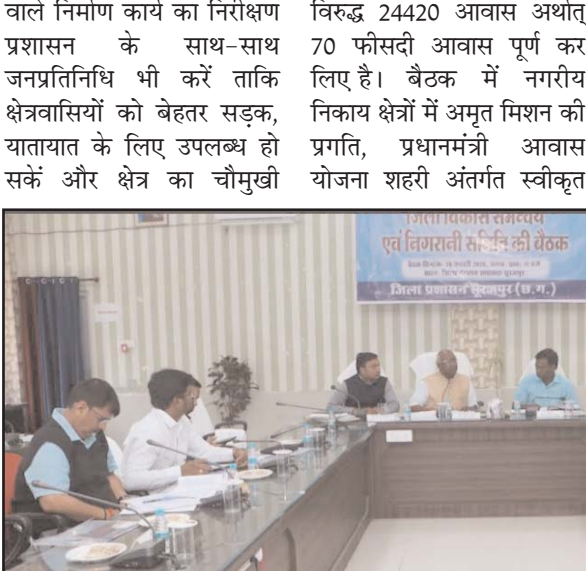 वाले निर्माण कार्य का निरीक्षण
प्रशासन के साथ-साथ
जनप्रतिनिधि भी करें ताकि
क्षेत्रवासियों को बेहतर सड़क,
यातायात के लिए उपलब्ध हो
सकें और क्षेत्र का चौमुखी
विरुद्ध 24420 आवास अर्थात्
70 फीसदी आवास पूर्ण कर
लिए है। बैठक में नगरीय
निकाय क्षेत्रों में अमृत मिशन की
प्रगति, प्रधानमंत्री आवास
योजना शहरी अंतर्गत स्वीकृत
जिला विकास समन्वय
एवं निगरानी समिति की बैठक
जिला प्रशासन सूरजपुर (छ.ग.)